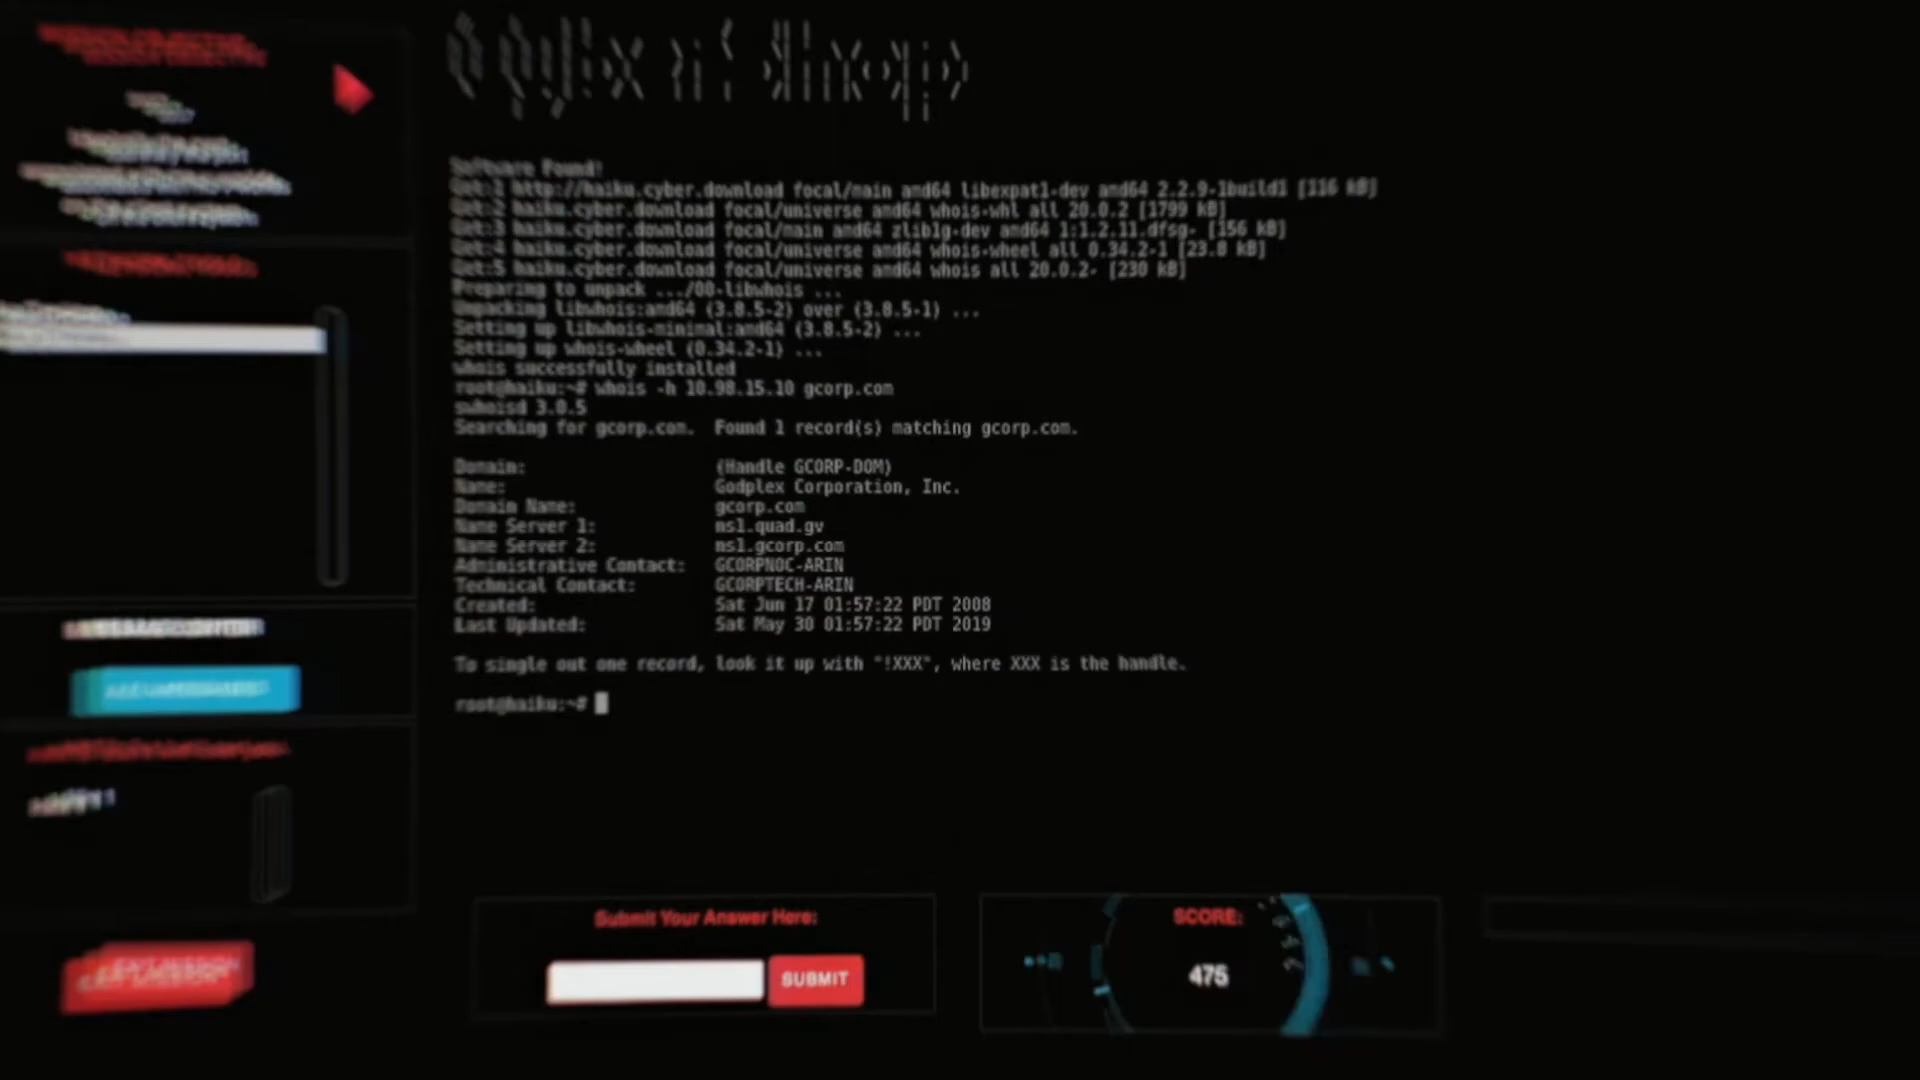 Software Found!
Get:1 http://haiku.cyber.download focal/main amd64 libexpat1-dev amd64 2.2.9-1build1 [116 kB]
Get:2 haiku.cyber.download focal/universe amd64 whois-whl all 20.0.2 [1799 kB]
Get:3 haiku.cyber.download focal/main amd64 zlib1g-dev amd64 1:1.2.11.dfsg- [156 kB]
Get:4 haiku.cyber.download focal/universe amd64 whois-wheel all 0.34.2-1 [23.8 kB]
Get:5 haiku.cyber.download focal/universe amd64 whois all 20.0.2- [230 kB]
Preparing to unpack .../00-libwhois ...
Unpacking libwhois:amd64 (3.8.5-2) over (3.8.5-1) ...
Setting up libwhois-minimal:amd64 (3.8.5-2) ...
Setting up whois-wheel (0.34.2-1) ...
whois successfully installed
root@haiku:~# whois -h 10.98.15.10 gcorp.com
swhoisd 3.0.5
Searching for gcorp.com. Found 1 record(s) matching gcorp.com.
Domain: (Handle GCORP-DOM)
Name: Godplex Corporation, Inc.
Domain Name: gcorp.com
Name Server 1: ns1.quad.gv
Name Server 2: ns1.gcorp.com
Administrative Contact: GCORPNOC-ARIN
Technical Contact: GCORPTECH-ARIN
Created: Sat Jun 17 01:57:22 PDT 2008
Last Updated: Sat May 30 01:57:22 PDT 2019
To single out one record, look it up with "!XXX", where XXX is the handle.
root@haiku:~#
Submit Your Answer Here:
SUBMIT
SCORE:
475